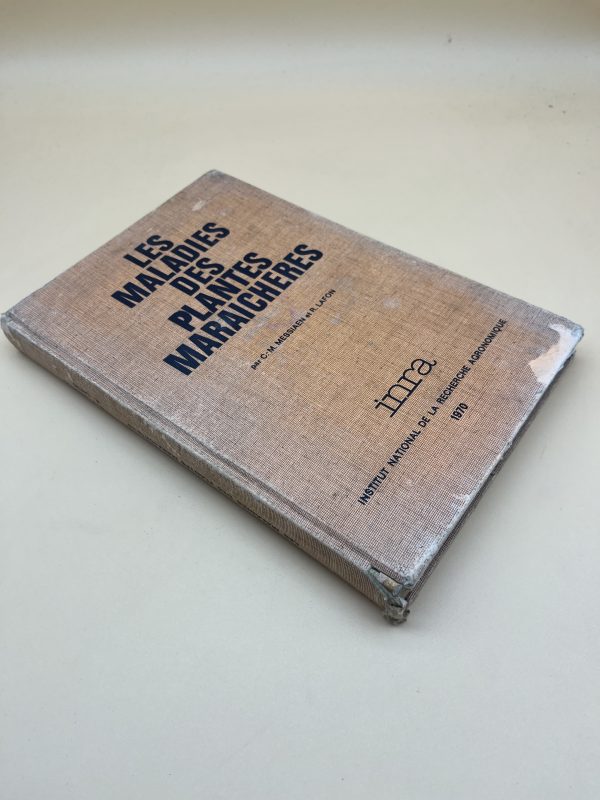 LES
MALADIES
DES
PLANTES
MARAICHERES
par C.-M. MESSIAEN et R. LAFON
inra
INSTITUT NATIONAL DE LA RECHERCHE AGRONOMIQUE
1970